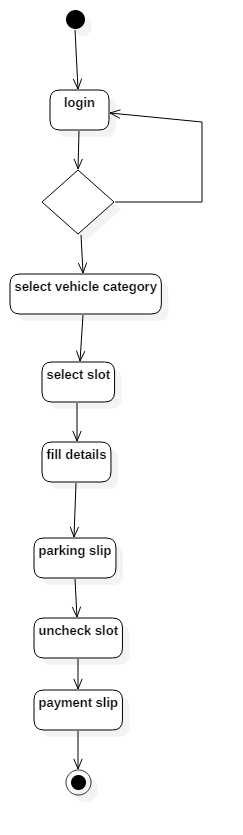 login
select vehicle category
select slot
fill details
parking slip
uncheck slot
payment slip